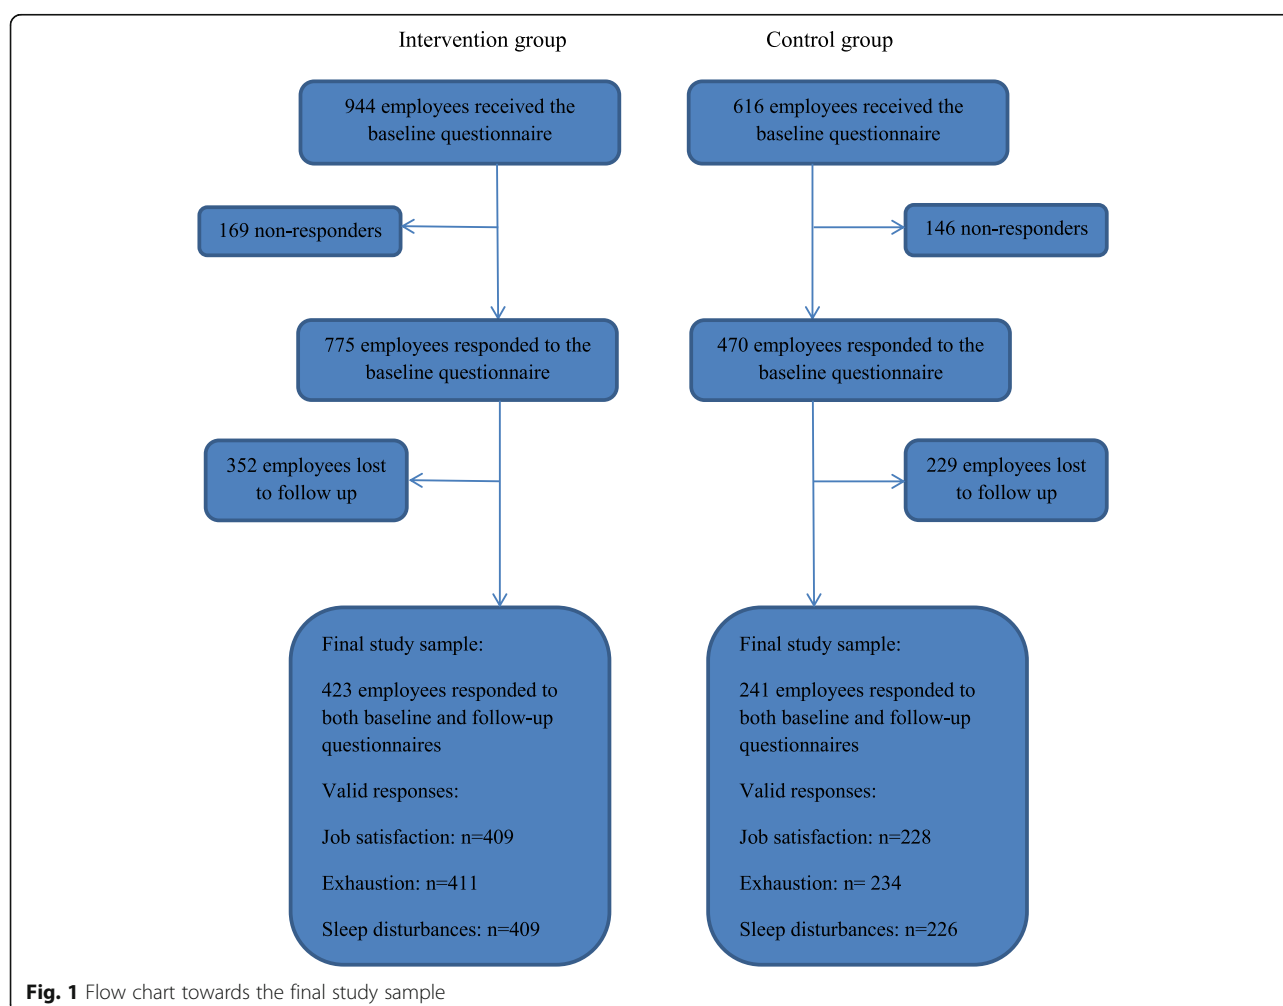 Intervention group
Control group
944 employees received the
baseline questionnaire
616 employees received the
baseline questionnaire
169 non-responders
146 non-responders
775 employees responded to the
baseline questionnaire
470 employees responded to the
baseline questionnaire
352 employees lost
to follow up
229 employees lost
to follow up
Final study sample:
423 employees responded to
both baseline and follow-up
questionnaires
Valid responses:
Job satisfaction: n=409
Exhaustion: n=411
Sleep disturbances: n=409
Final study sample:
241 employees responded to
both baseline and follow-up
questionnaires
Valid responses:
Job satisfaction: n=228
Exhaustion: n= 234
Sleep disturbances: n=226
Fig. 1 Flow chart towards the final study sample